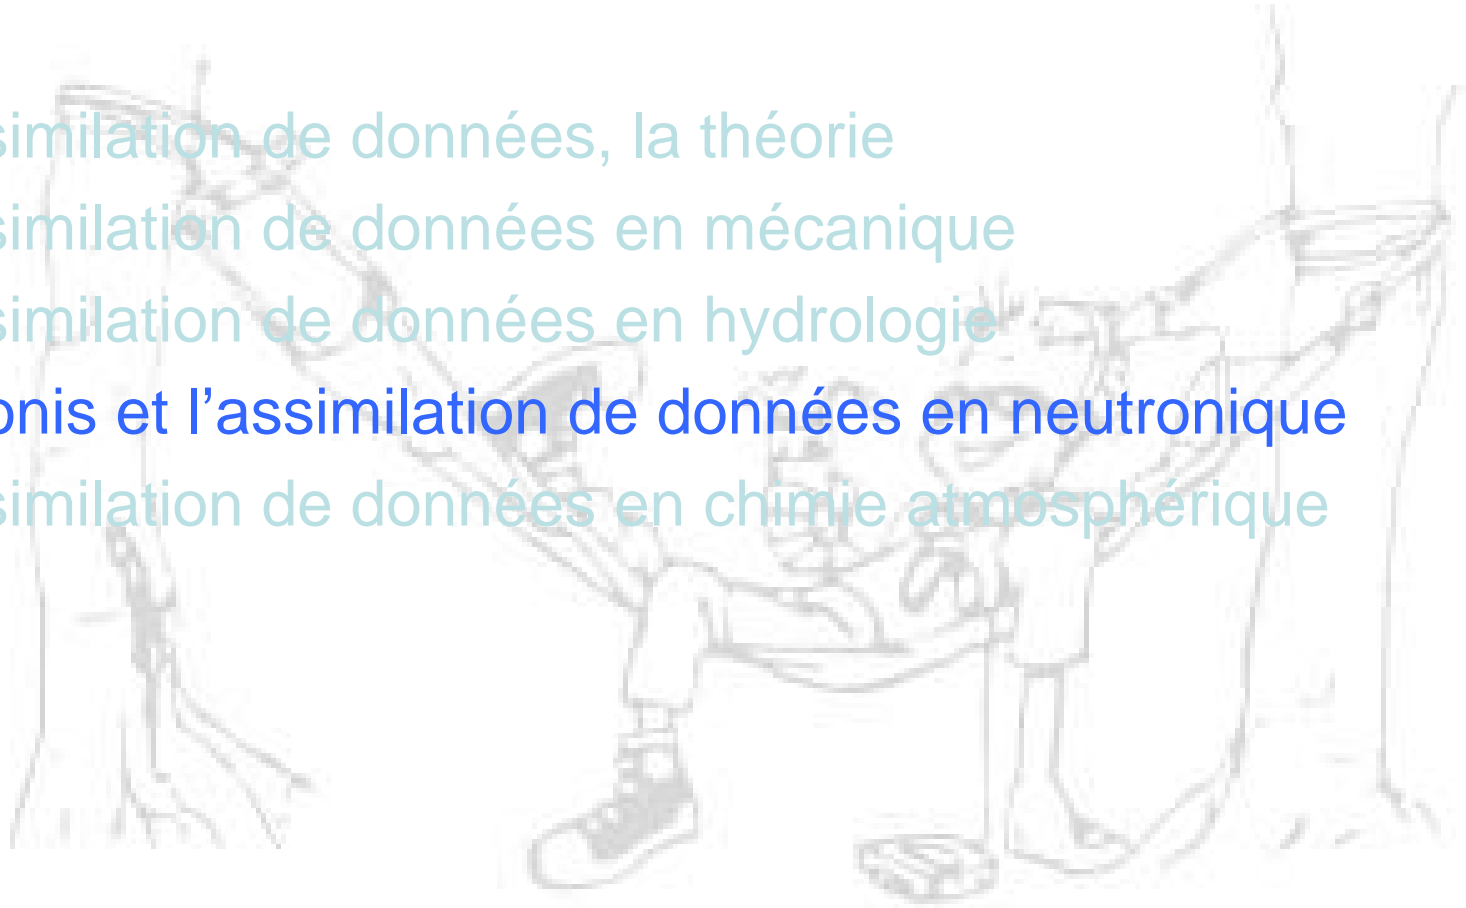 similation de données, la théorie
similation de données en mécanique
similation de données en hydrologie
onis et l’assimilation de données en neutronique
similation de données en chimie atmosphérique